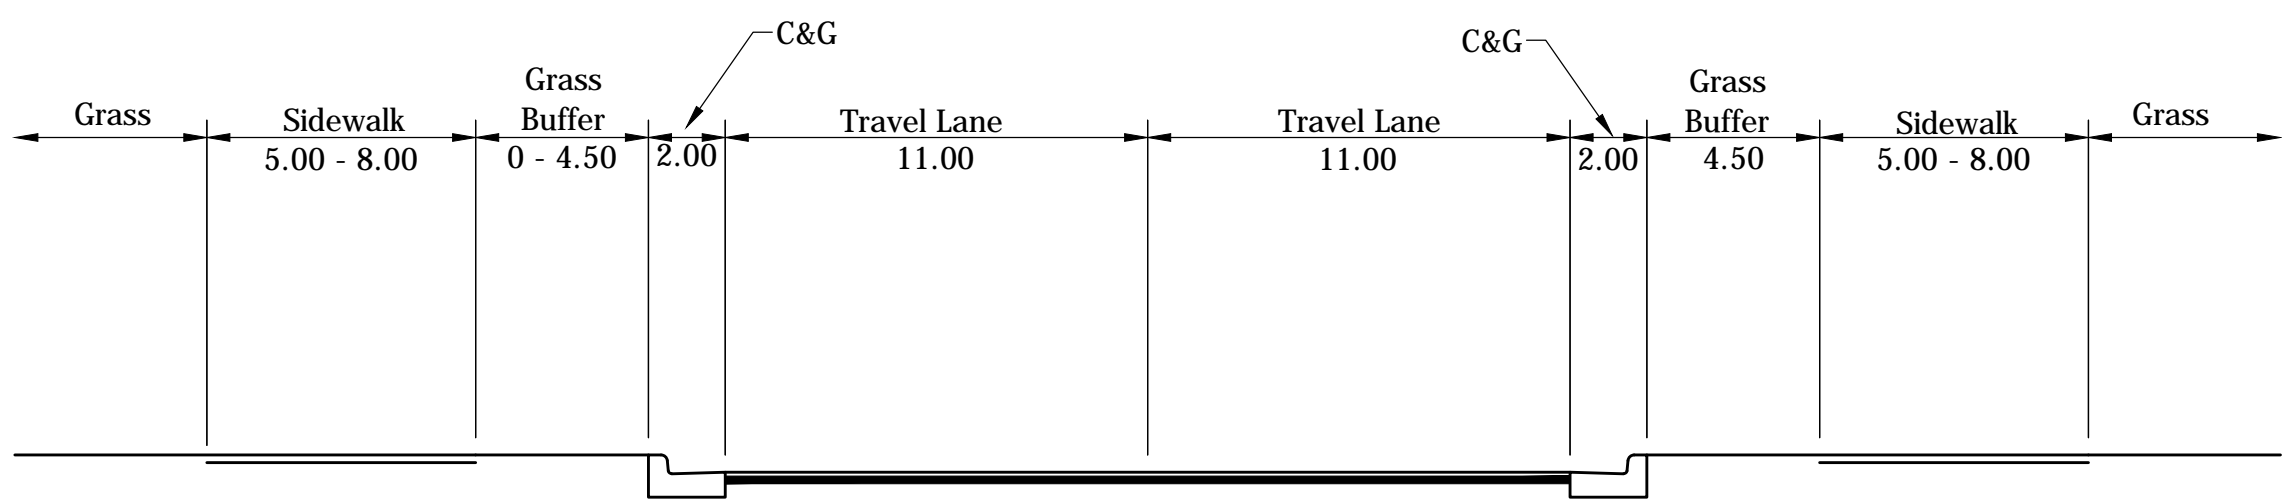 C&G
C&G
Grass
Sidewalk
5.00 - 8.00
Grass
Buffer
0 - 4.50
2.00
Travel Lane
11.00
Travel Lane
11.00
2.00
Grass
Buffer
4.50
Sidewalk
5.00 - 8.00
Grass